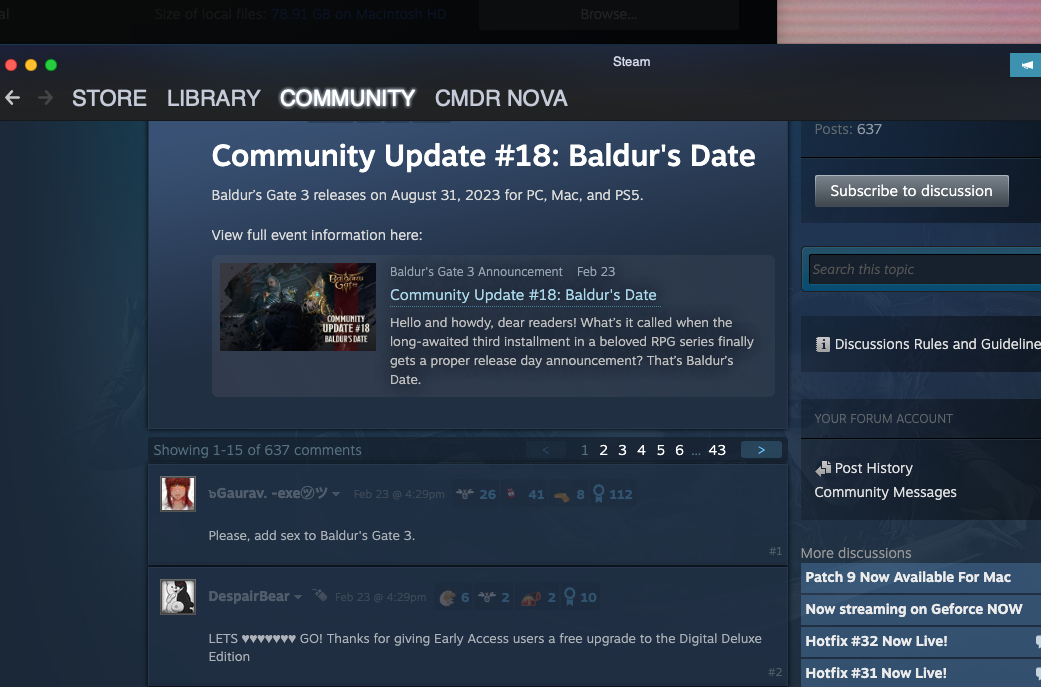 al
Size of local files: 78.91 GB on Macintosh HD
Browse...
Steam
STORE LIBRARY COMMUNITY CMDR NOVA
Community Update #18: Baldur's Date
Baldur's Gate 3 releases on August 31, 2023 for PC, Mac, and PS5.
View full event information here:
BALDUR'S GATE
COMMUNITY
UPDATE #18
BALDUR'S DATE
Baldur's Gate 3 Announcement Feb 23
Community Update #18: Baldur's Date
Hello and howdy, dear readers! What's it called when the
long-awaited third installment in a beloved RPG series finally
gets a proper release day announcement? That's Baldur's
Date.
Showing 1-15 of 637 comments
< 1 2 3 4 5 6 ... 43 >
ъGaurav. -exe㋡ツ Feb 23 @ 4:29pm 26 41 8 112
Please, add sex to Baldur's Gate 3.
#1
DespairBear Feb 23 @ 4:29pm 6 2 2 10
LETS ♥♥♥♥♥♥♥ GO! Thanks for giving Early Access users a free upgrade to the Digital Deluxe
Edition
#2
Posts: 637
Subscribe to discussion
Search this topic
Discussions Rules and Guideline
YOUR FORUM ACCOUNT
Post History
Community Messages
More discussions
Patch 9 Now Available For Mac
Now streaming on Geforce NOW
Hotfix #32 Now Live!
Hotfix #31 Now Live!